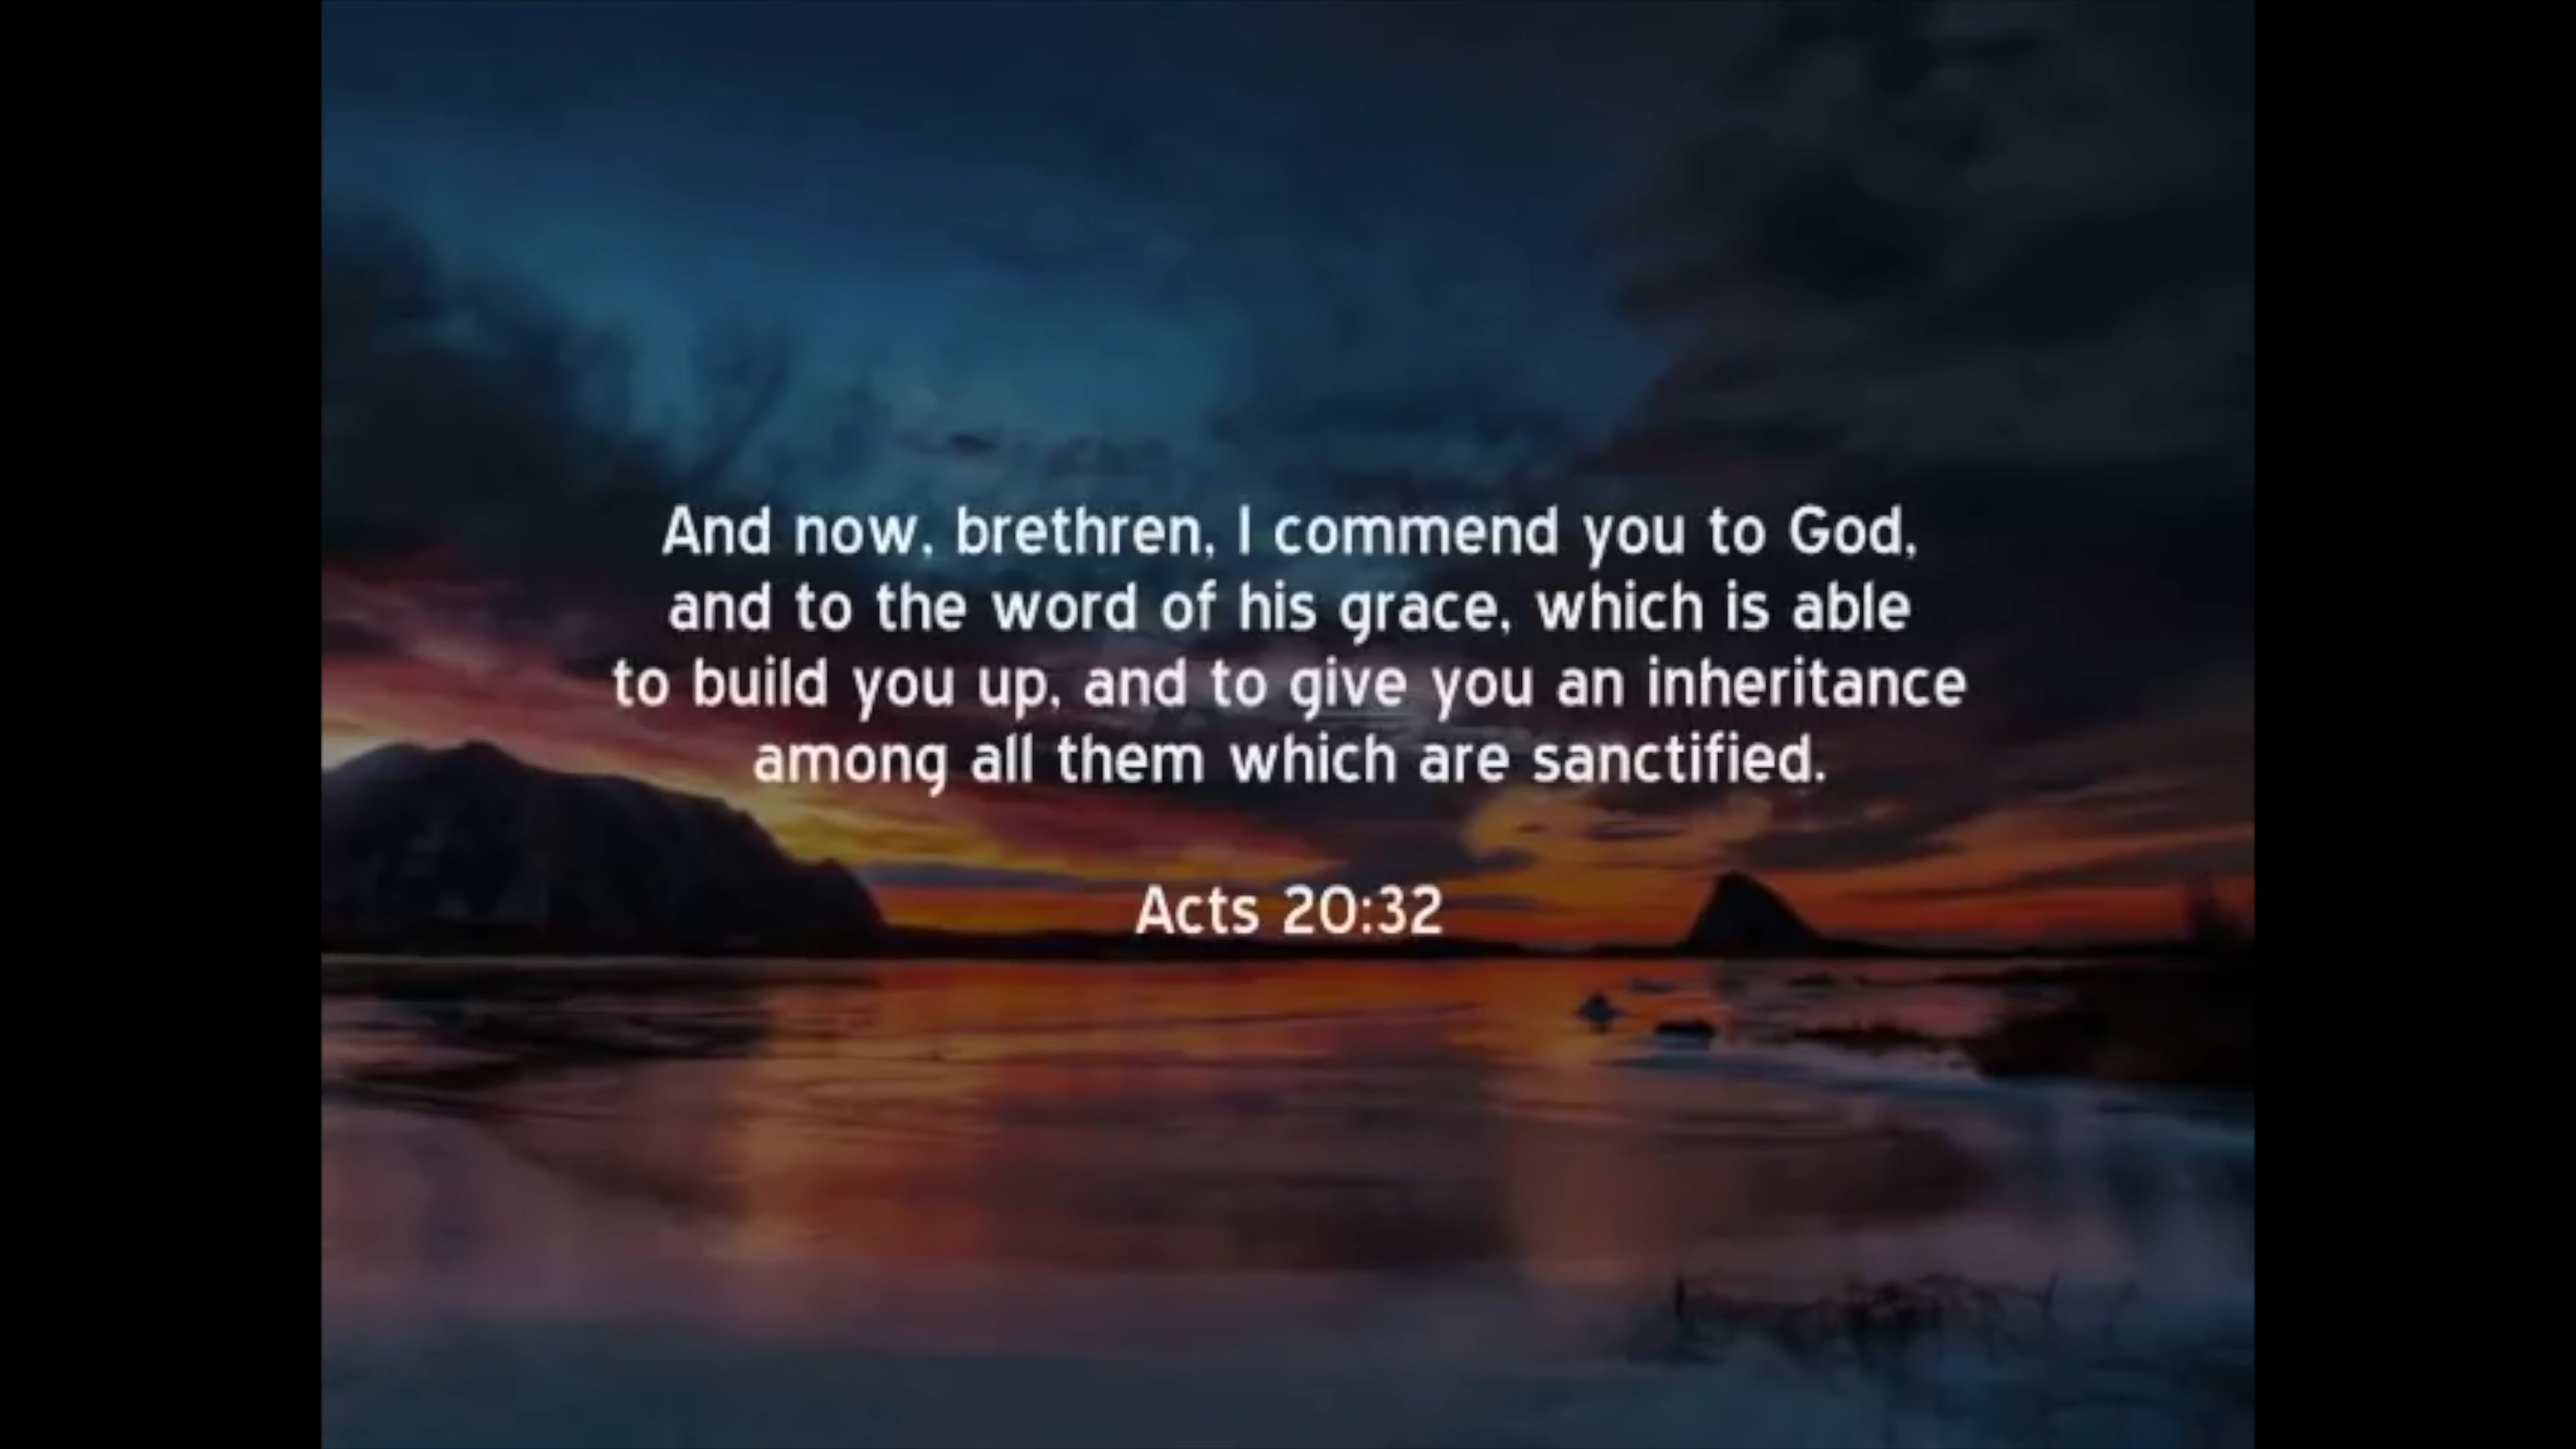 And now, brethren, I commend you to God,
and to the word of his grace, which is able
to build you up, and to give you an inheritance
among all them which are sanctified.
Acts 20:32